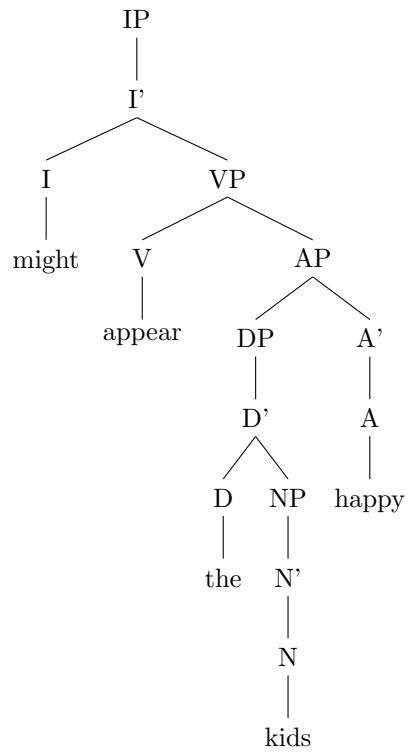 IP
I'
I VP
might V AP
appear DP A'
D' A
D NP happy
the N'
N
kids